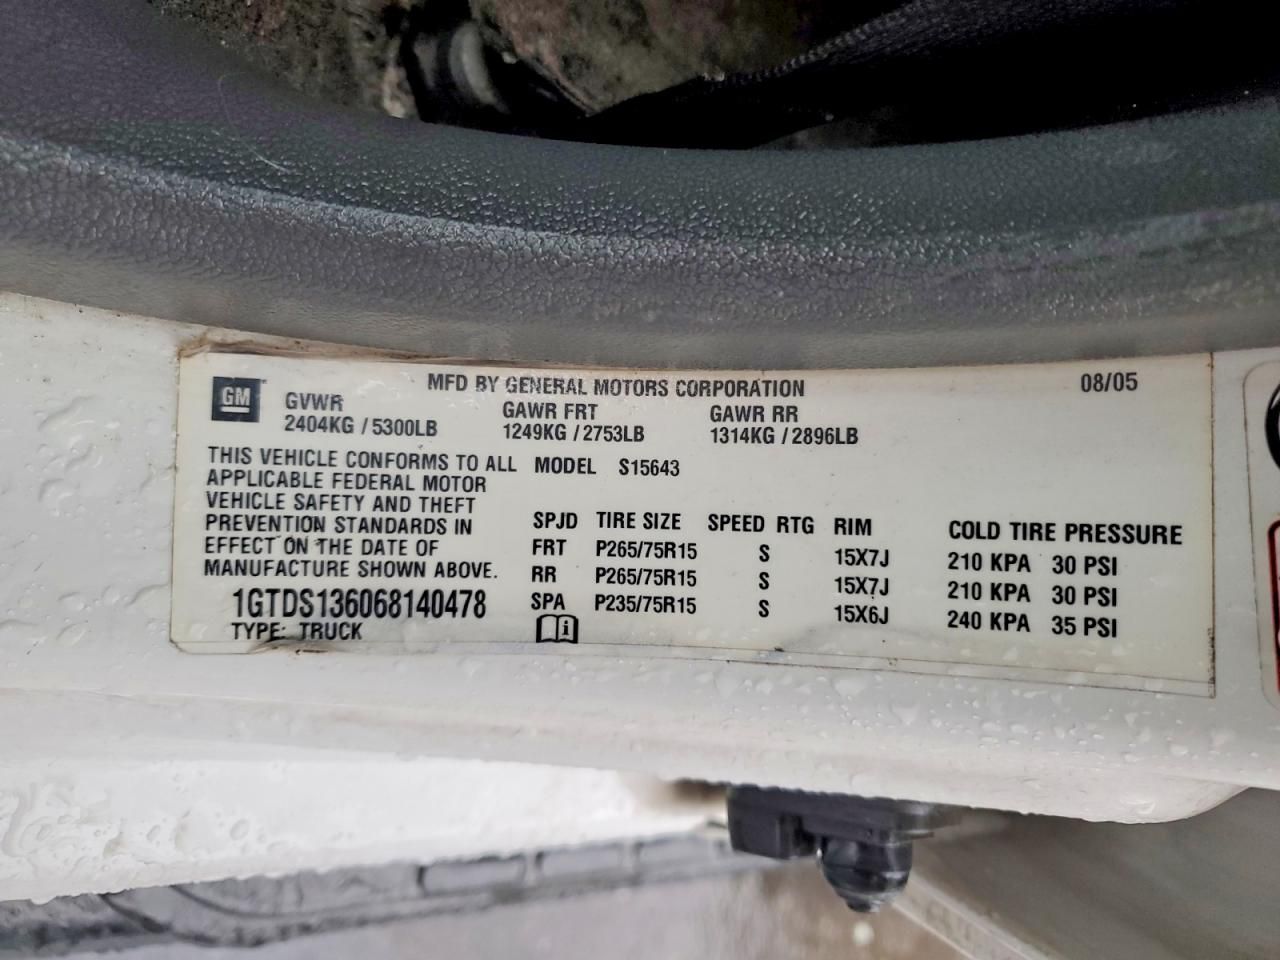 MFD BY GENERAL MOTORS CORPORATION 08/05
GM
GVWR GAWR FRT GAWR RR
2404KG / 5300LB 1249KG / 2753LB 1314KG / 2896LB
THIS VEHICLE CONFORMS TO ALL
APPLICABLE FEDERAL MOTOR
VEHICLE SAFETY AND THEFT
PREVENTION STANDARDS IN
EFFECT ON THE DATE OF
MANUFACTURE SHOWN ABOVE.
1GTDS136068140478
TYPE: TRUCK
MODEL S15643
SPJD TIRE SIZE SPEED RTG RIM COLD TIRE PRESSURE
FRT P265/75R15 S 15X7J 210 KPA 30 PSI
RR P265/75R15 S 15X7J 210 KPA 30 PSI
SPA P235/75R15 S 15X6J 240 KPA 35 PSI
i